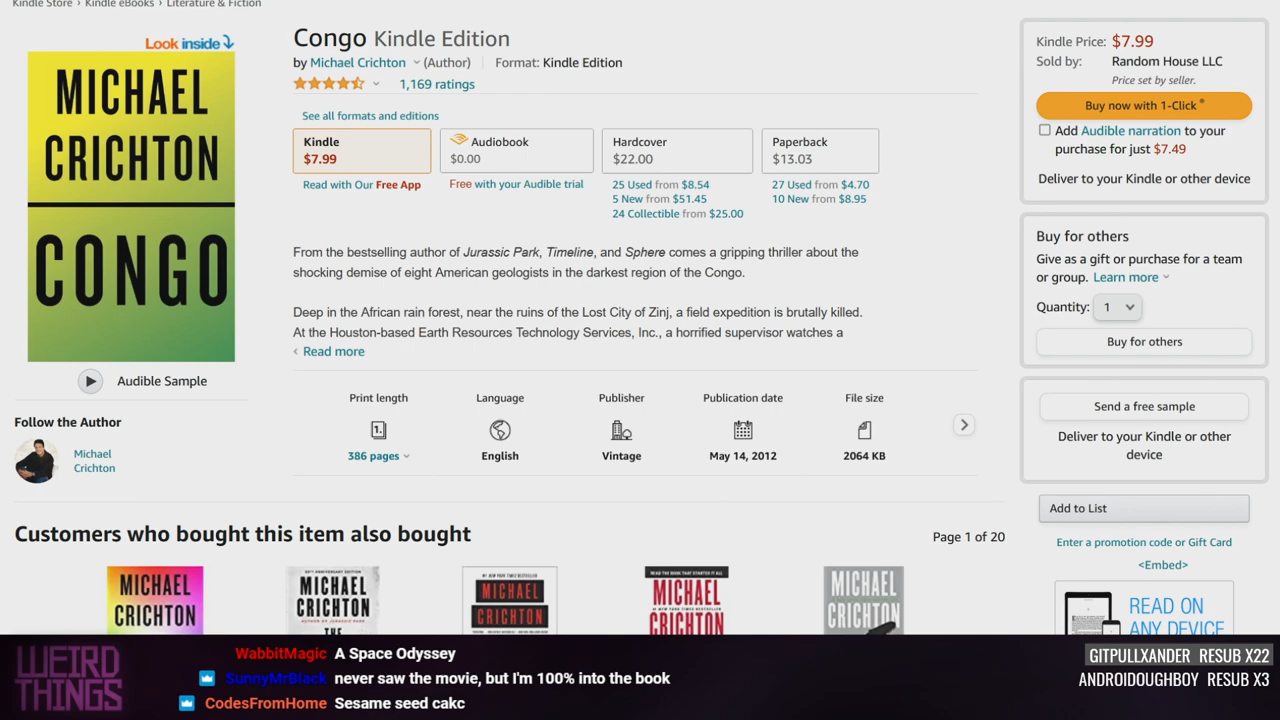 Kindle Store › Kindle eBooks › Literature & Fiction
Look inside
MICHAEL
CRICHTON
CONGO
Audible Sample
Follow the Author
Michael
Crichton
Congo Kindle Edition
by Michael Crichton (Author) Format: Kindle Edition
1,169 ratings
See all formats and editions
Kindle
$7.99
Read with Our Free App
Audiobook
$0.00
Free with your Audible trial
Hardcover
$22.00
25 Used from $8.54
5 New from $51.45
24 Collectible from $25.00
Paperback
$13.03
27 Used from $4.70
10 New from $8.95
From the bestselling author of Jurassic Park, Timeline, and Sphere comes a gripping thriller about the
shocking demise of eight American geologists in the darkest region of the Congo.
Deep in the African rain forest, near the ruins of the Lost City of Zinj, a field expedition is brutally killed.
At the Houston-based Earth Resources Technology Services, Inc., a horrified supervisor watches a
‹ Read more
Print length
1.
386 pages
Language
English
Publisher
Vintage
Publication date
May 14, 2012
File size
2064 KB
Kindle Price: $7.99
Sold by: Random House LLC
Price set by seller.
Buy now with 1-Click ®
Add Audible narration to your
purchase for just $7.49
Deliver to your Kindle or other device
Buy for others
Give as a gift or purchase for a team
or group. Learn more
Quantity: 1
Buy for others
Send a free sample
Deliver to your Kindle or other
device
Add to List
Enter a promotion code or Gift Card
<Embed>
READ ON
ANY DEVICE
Customers who bought this item also bought
Page 1 of 20
MICHAEL
CRICHTON
MICHAEL
CRICHTON
THE
MICHAEL
CRICHTON
MICHAEL
CRICHTON
MICHAEL
CRICHTON
WEIRD
THINGS
WabbitMagic A Space Odyssey
SunnyMrBlack never saw the movie, but I'm 100% into the book
CodesFromHome Sesame seed cakc
GITPULLXANDER RESUB X22
ANDROIDOUGHBOY RESUB X3